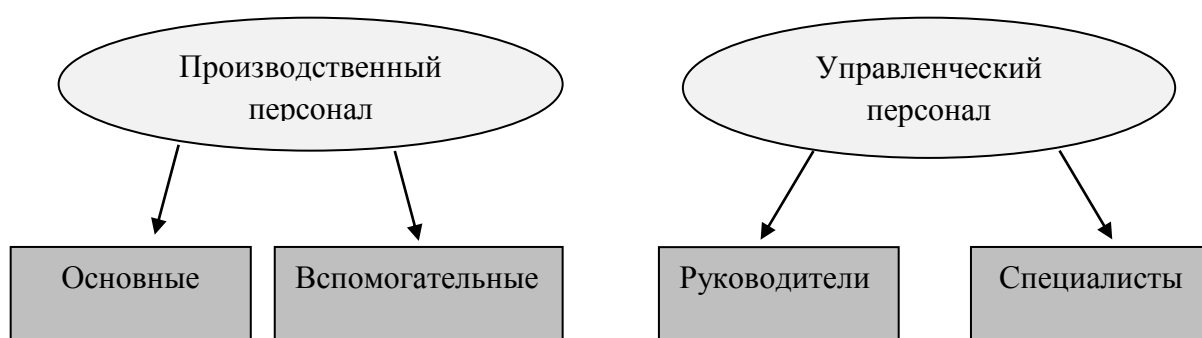 Производственный
персонал
Управленческий
персонал
Основные
Вспомогательные
Руководители
Специалисты